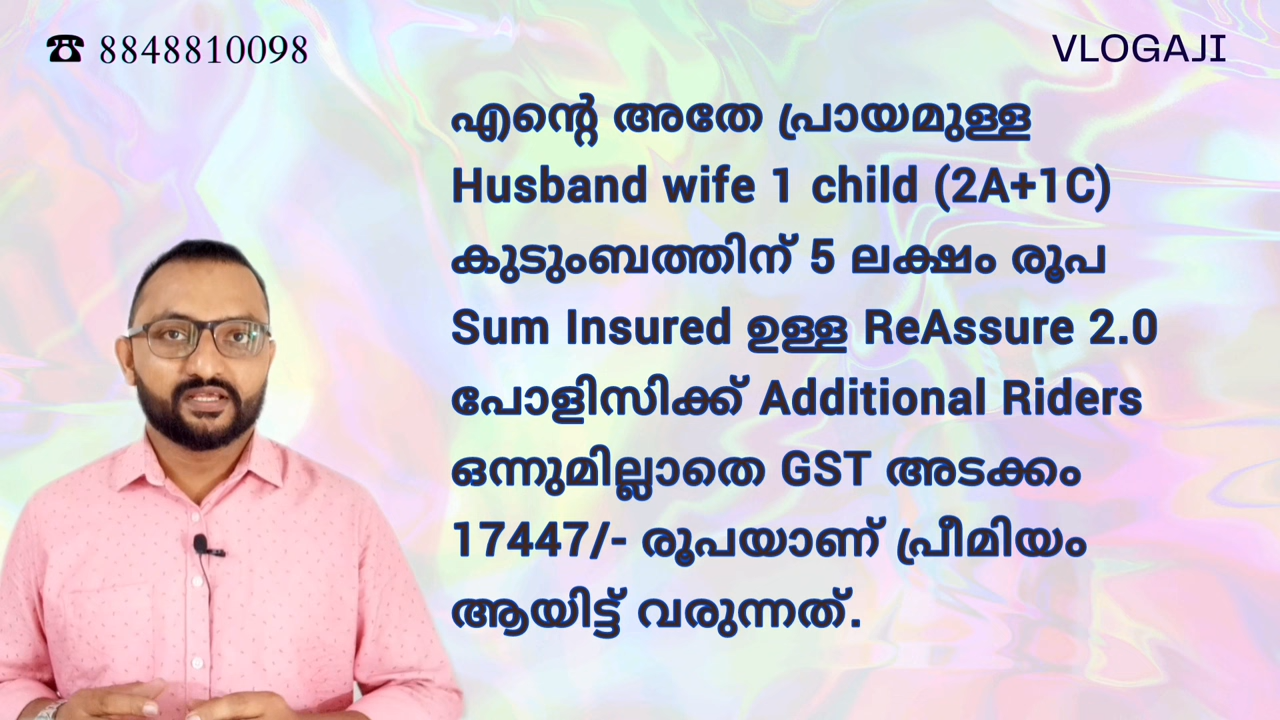 ☎ 8848810098
VLOGAJI
എന്റെ അതേ പ്രായമുള്ള
Husband wife 1 child (2A+1C)
കുടുംബത്തിന് 5 ലക്ഷം രൂപ
Sum Insured ഉള്ള ReAssure 2.0
പോളിസിക്ക് Additional Riders
ഒന്നുമില്ലാതെ GST അടക്കം
17447/- രൂപയാണ് പ്രീമിയം
ആയിട്ട് വരുന്നത്.